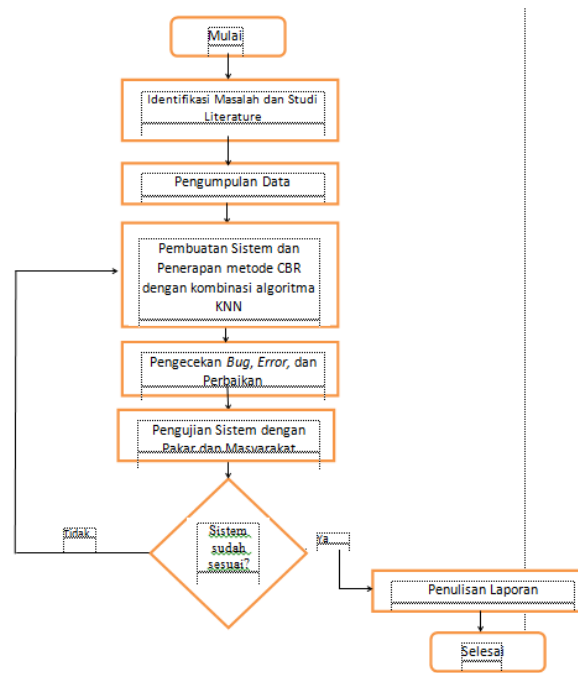 Mulai
Identifikasi Masalah dan Studi
Literature
Pengumpulan Data
Pembuatan Sistem dan
Penerapan metode CBR
dengan kombinasi algoritma
KNN
Pengecekan Bug, Error, dan
Perbaikan
Pengujian Sistem dengan
Pakar dan Masyarakat
Sistem
sudah
sesuai?
Tidak
Ya
Penulisan Laporan
Selesai